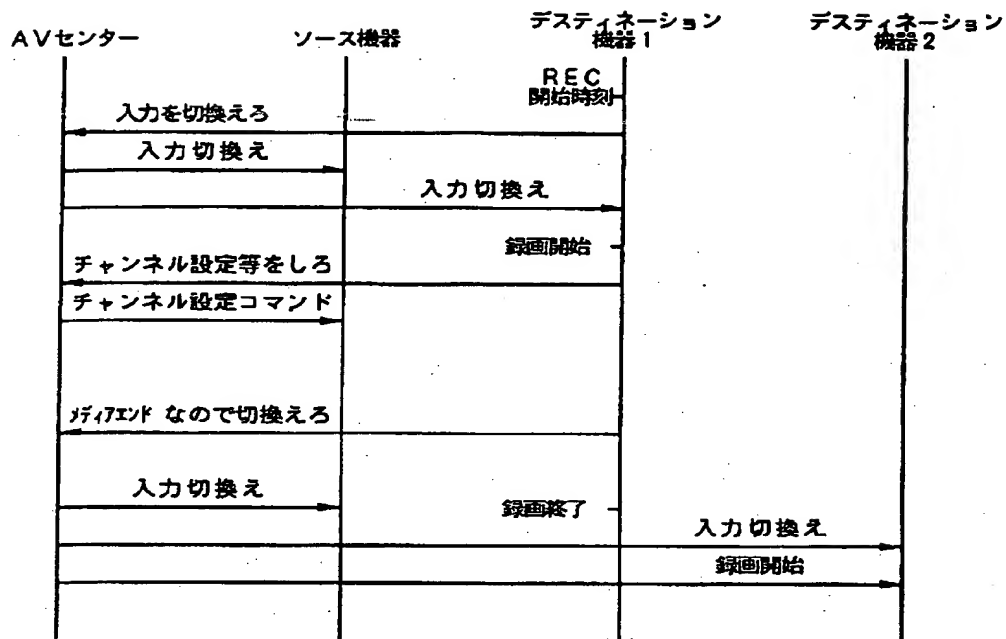 AVセンター
ソース機器
デスティネーション
機器1
デスティネーション
機器2
REC
開始時刻
入力を切換えろ
入力切換え
入力切換え
録画開始
チャンネル設定等をしろ
チャンネル設定コマンド
メディアエンド なので切換えろ
入力切換え
録画終了
入力切換え
録画開始